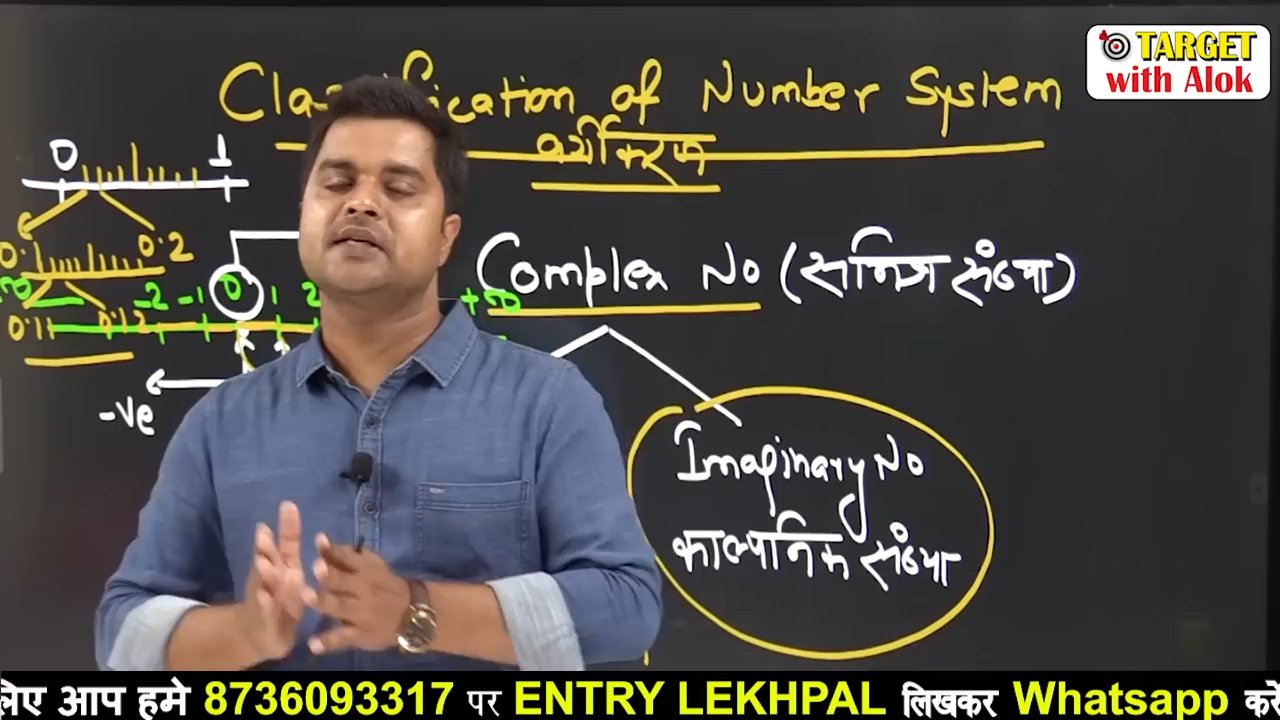 TARGET
with Alok
Classification of Number System
वर्गीकरण
0 1
0.1 0.2
-2 -1 0 1 2 +∞
0.11 0.12
-ve
Complex No (सम्मिश्र संख्या)
Imaginary No
काल्पनिक संख्या
लिए आप हमे 8736093317 पर ENTRY LEKHPAL लिखकर Whatsapp करें